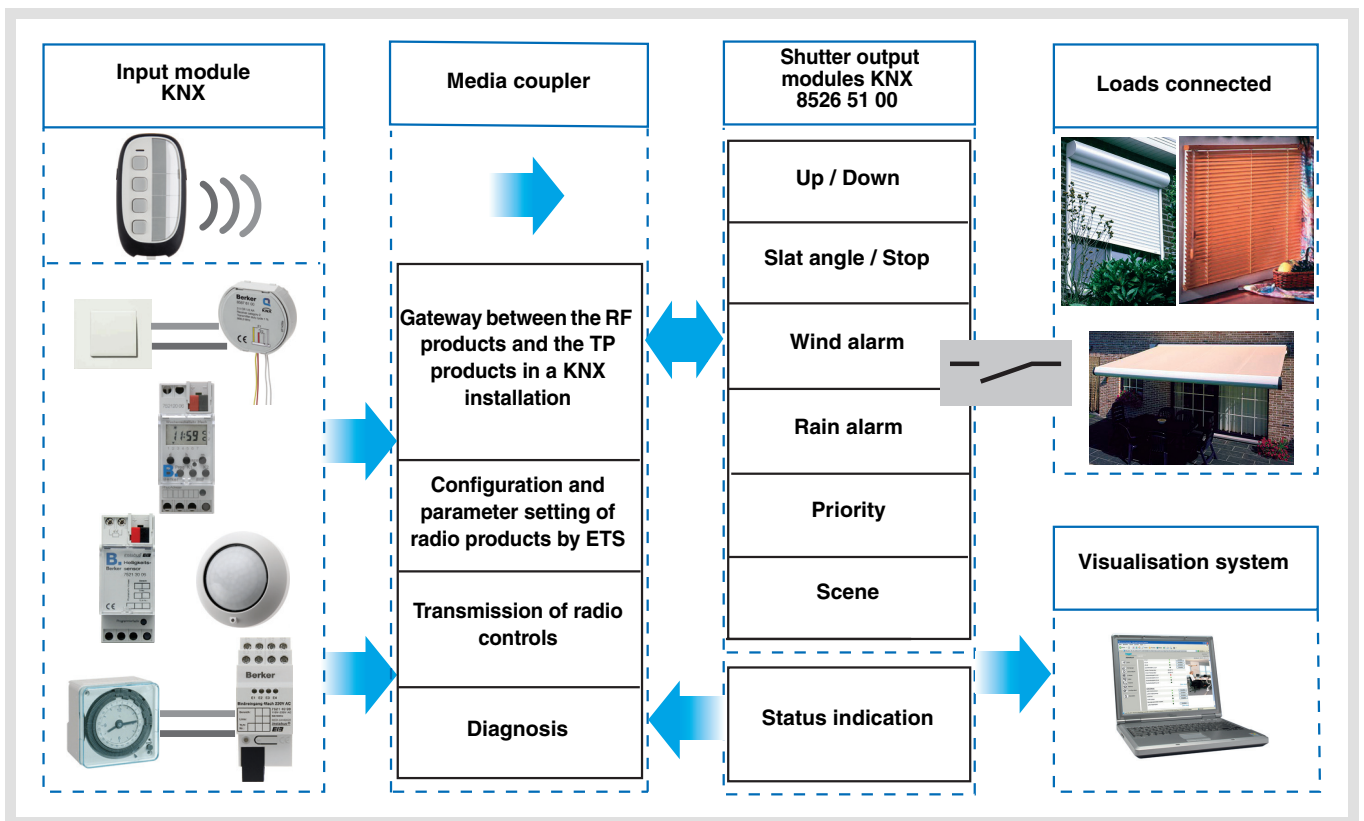 Input module
KNX
Media coupler
Shutter output
modules KNX
8526 51 00
Loads connected
Up / Down
Slat angle / Stop
Wind alarm
Rain alarm
Priority
Scene
Status indication
Gateway between the RF
products and the TP
products in a KNX
installation
Configuration and
parameter setting of
radio products by ETS
Transmission of radio
controls
Diagnosis
Visualisation system
Berker
KNX
11:59
B.
Berker
Berker